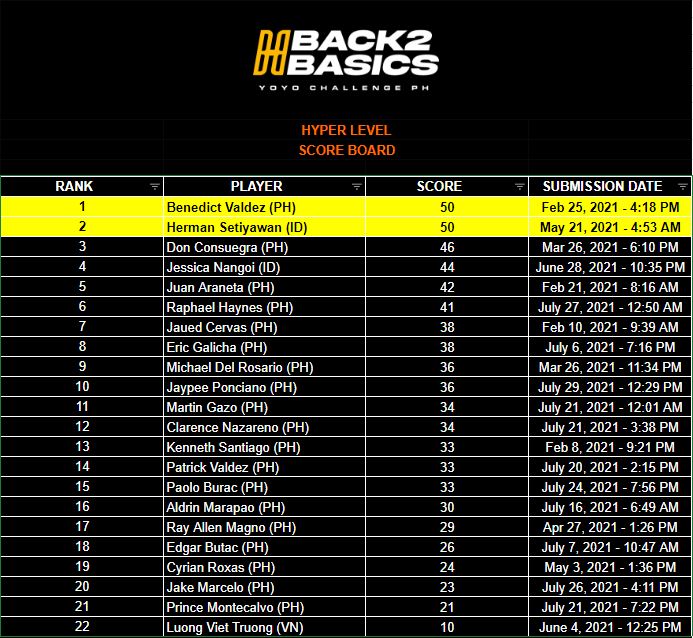 BACK2
BASICS
YOYO CHALLENGE PH
HYPER LEVEL
SCORE BOARD
RANK PLAYER SCORE SUBMISSION DATE
1 Benedict Valdez (PH) 50 Feb 25, 2021 - 4:18 PM
2 Herman Setiyawan (ID) 50 May 21, 2021 - 4:53 AM
3 Don Consuegra (PH) 46 Mar 26, 2021 - 6:10 PM
4 Jessica Nangoi (ID) 44 June 28, 2021 - 10:35 PM
5 Juan Araneta (PH) 42 Feb 21, 2021 - 8:16 AM
6 Raphael Haynes (PH) 41 July 27, 2021 - 12:50 AM
7 Jaued Cervas (PH) 38 Feb 10, 2021 - 9:39 AM
8 Eric Galicha (PH) 38 July 6, 2021 - 7:16 PM
9 Michael Del Rosario (PH) 36 Mar 26, 2021 - 11:34 PM
10 Jaypee Ponciano (PH) 36 July 29, 2021 - 12:29 PM
11 Martin Gazo (PH) 34 July 21, 2021 - 12:01 AM
12 Clarence Nazareno (PH) 34 July 21, 2021 - 3:38 PM
13 Kenneth Santiago (PH) 33 Feb 8, 2021 - 9:21 PM
14 Patrick Valdez (PH) 33 July 20, 2021 - 2:15 PM
15 Paolo Burac (PH) 33 July 24, 2021 - 7:56 PM
16 Aldrin Marapao (PH) 30 July 16, 2021 - 6:49 AM
17 Ray Allen Magno (PH) 29 Apr 27, 2021 - 1:26 PM
18 Edgar Butac (PH) 26 July 7, 2021 - 10:47 AM
19 Cyrian Roxas (PH) 24 May 3, 2021 - 1:36 PM
20 Jake Marcelo (PH) 23 July 26, 2021 - 4:11 PM
21 Prince Montecalvo (PH) 21 July 21, 2021 - 7:22 PM
22 Luong Viet Truong (VN) 10 June 4, 2021 - 12:25 PM